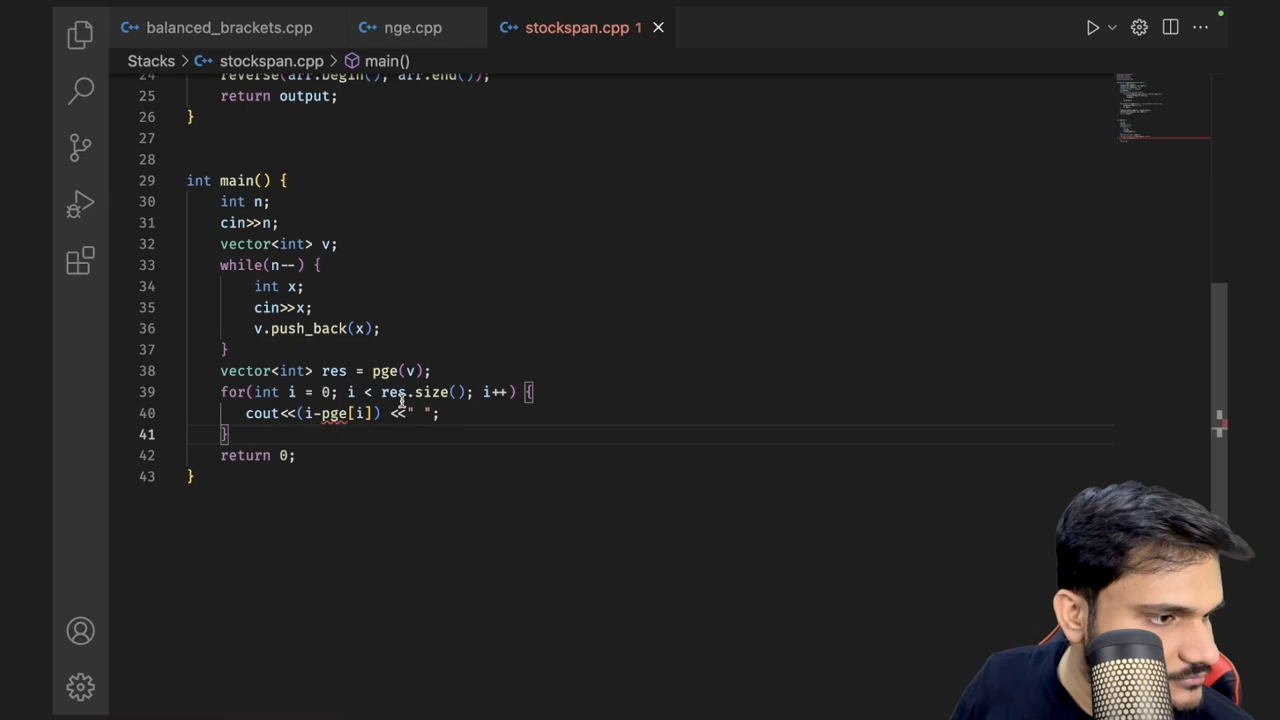 balanced_brackets.cpp nge.cpp stockspan.cpp 1
Stacks > stockspan.cpp > main()
24 reverse(arr.begin(), arr.end());
25 return output;
26 }
27
28
29 int main() {
30 int n;
31 cin>>n;
32 vector<int> v;
33 while(n--) {
34 int x;
35 cin>>x;
36 v.push_back(x);
37 }
38 vector<int> res = pge(v);
39 for(int i = 0; i < res.size(); i++) {
40 cout<<(i-pge[i]) <<" ";
41 }
42 return 0;
43 }